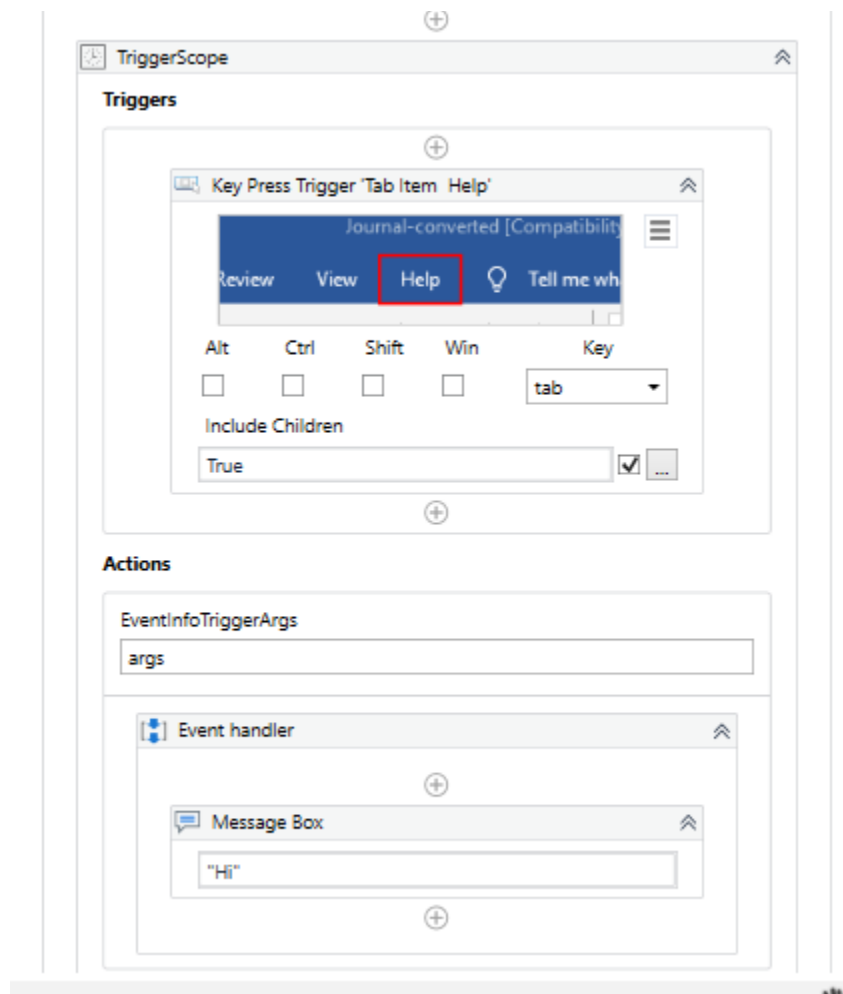 TriggerScope
Triggers
Key Press Trigger 'Tab Item  Help'
Journal-converted [Compatibility
Review View Help Tell me wh
Alt Ctrl Shift Win Key
tab
Include Children
True ...
Actions
EventInfoTriggerArgs
args
Event handler
Message Box
"Hi"